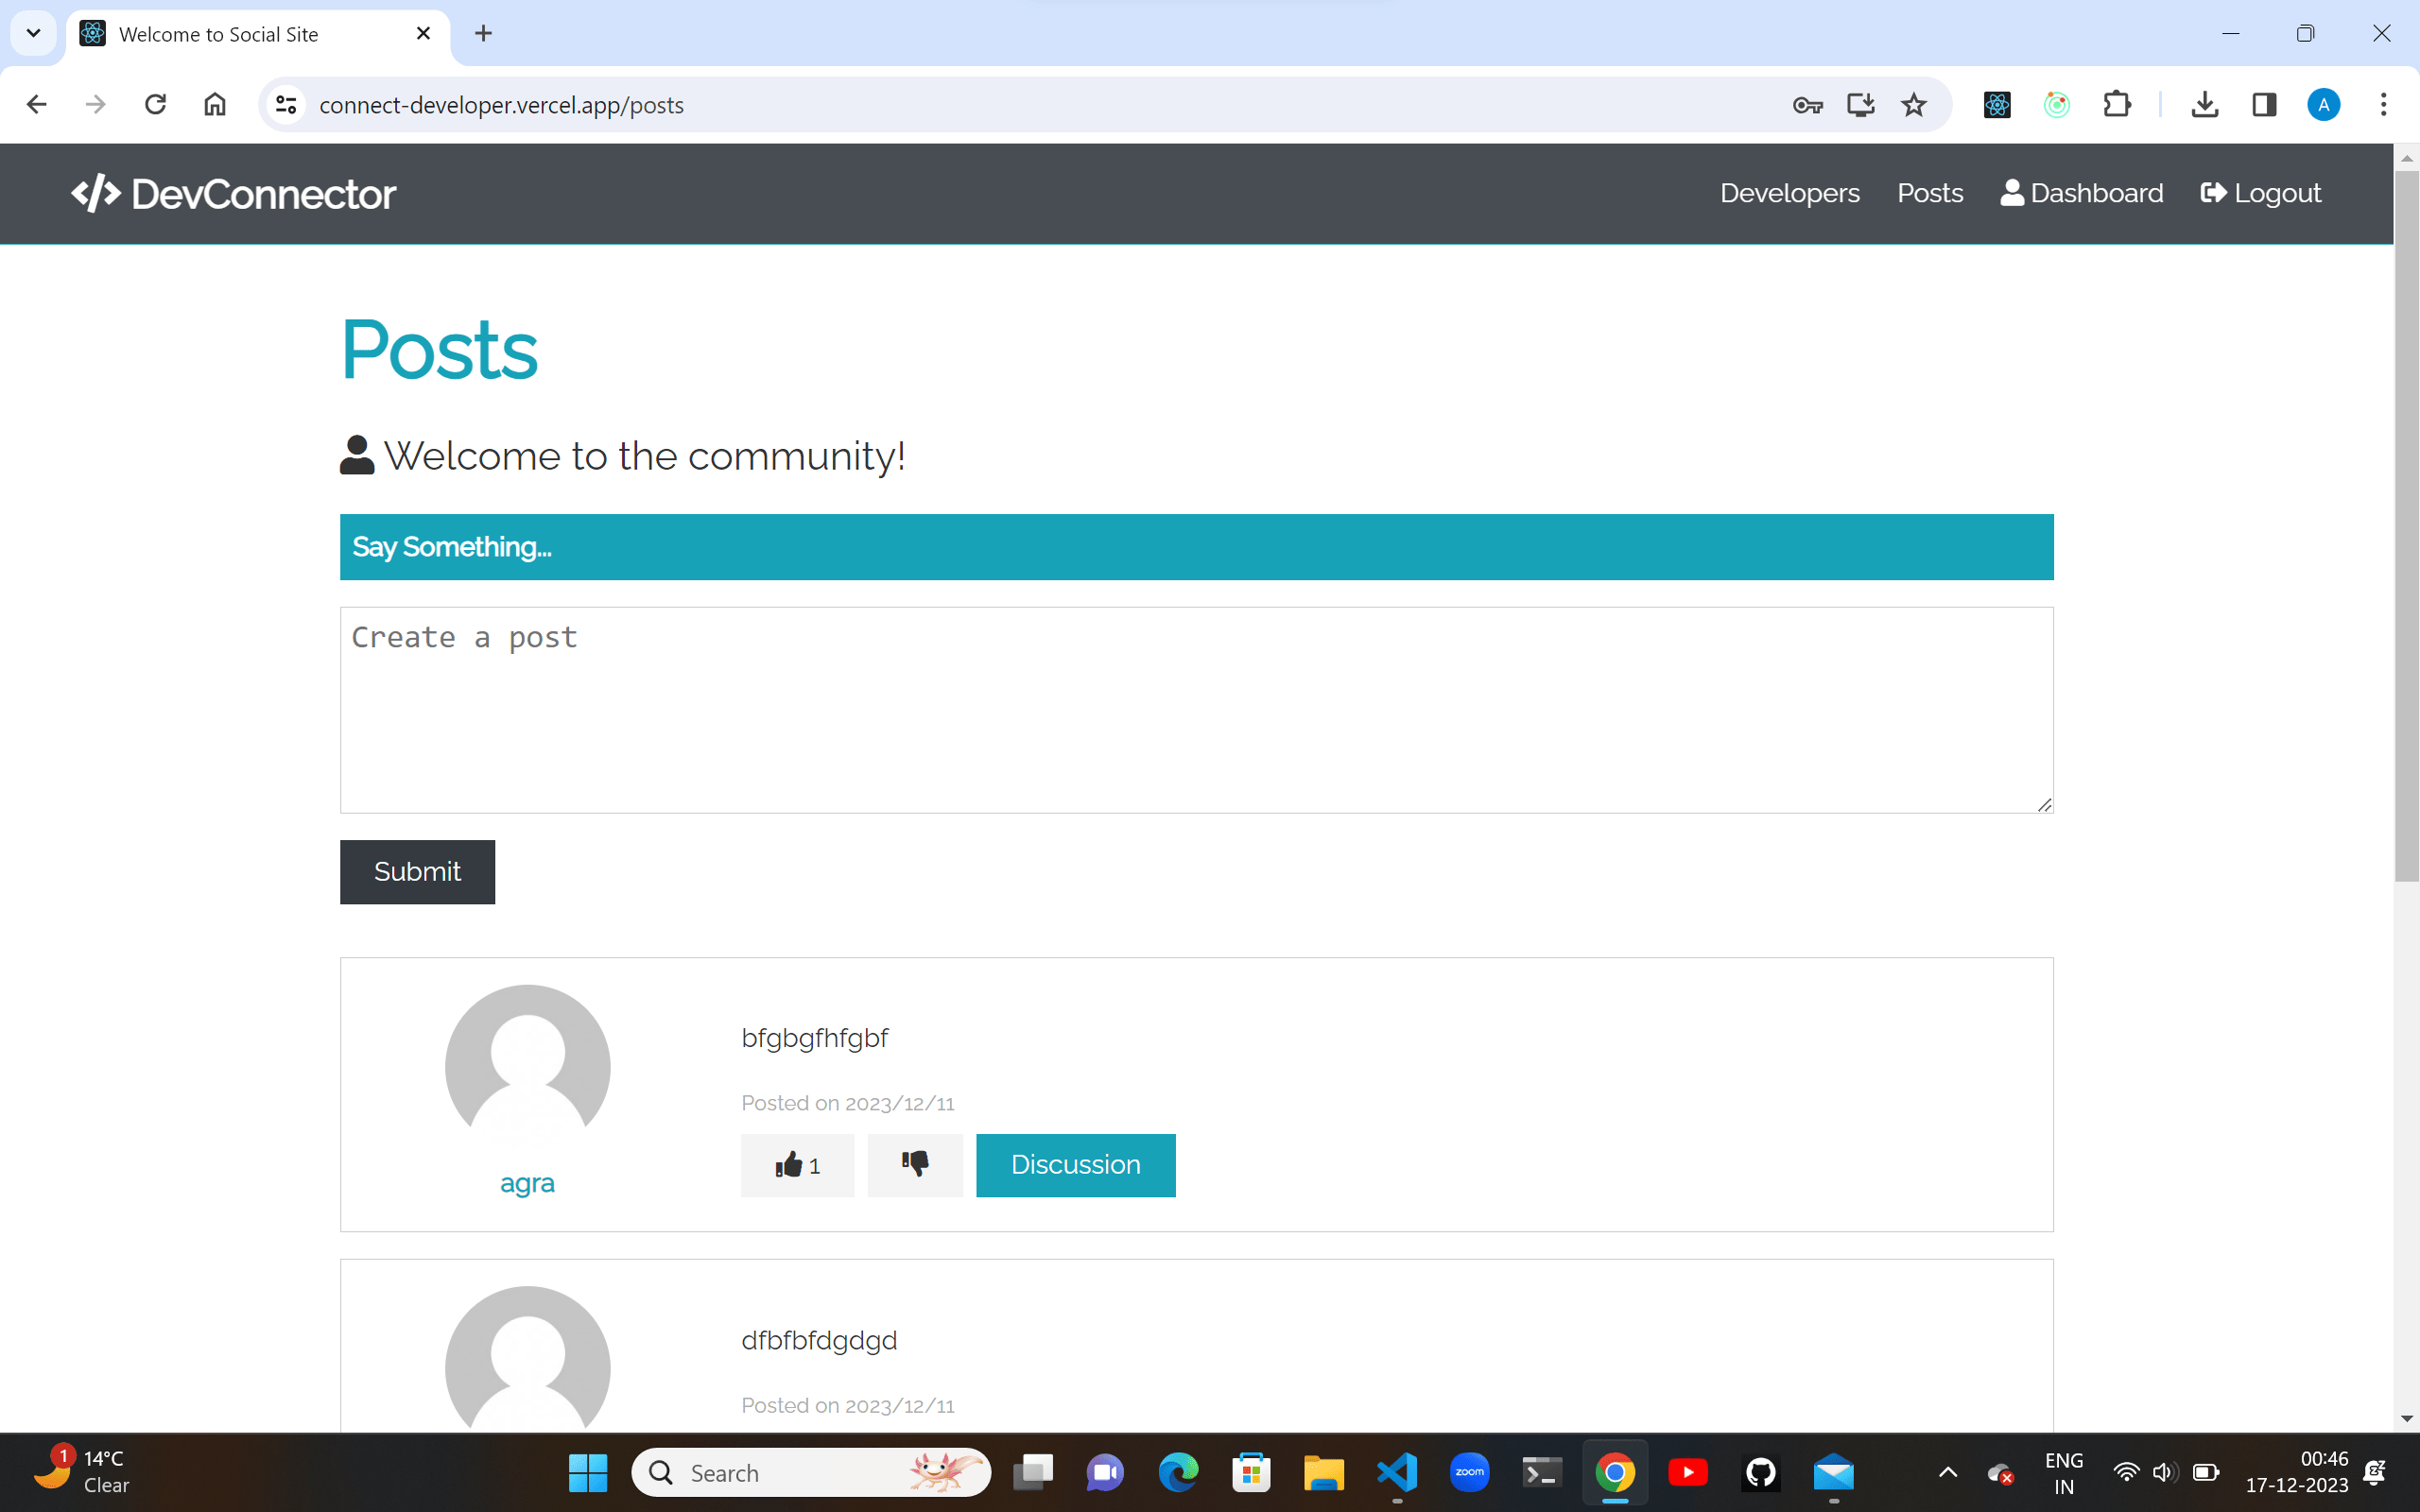 Welcome to Social Site
connect-developer.vercel.app/posts
A
DevConnector
Developers Posts Dashboard Logout
Posts
Welcome to the community!
Say Something...
Create a post
Submit
bfgbgfhfgbf
Posted on 2023/12/11
1
Discussion
agra
dfbfbfdgdgd
Posted on 2023/12/11
1
14°C
Clear
Search
zoom
ENG
IN
00:46
17-12-2023